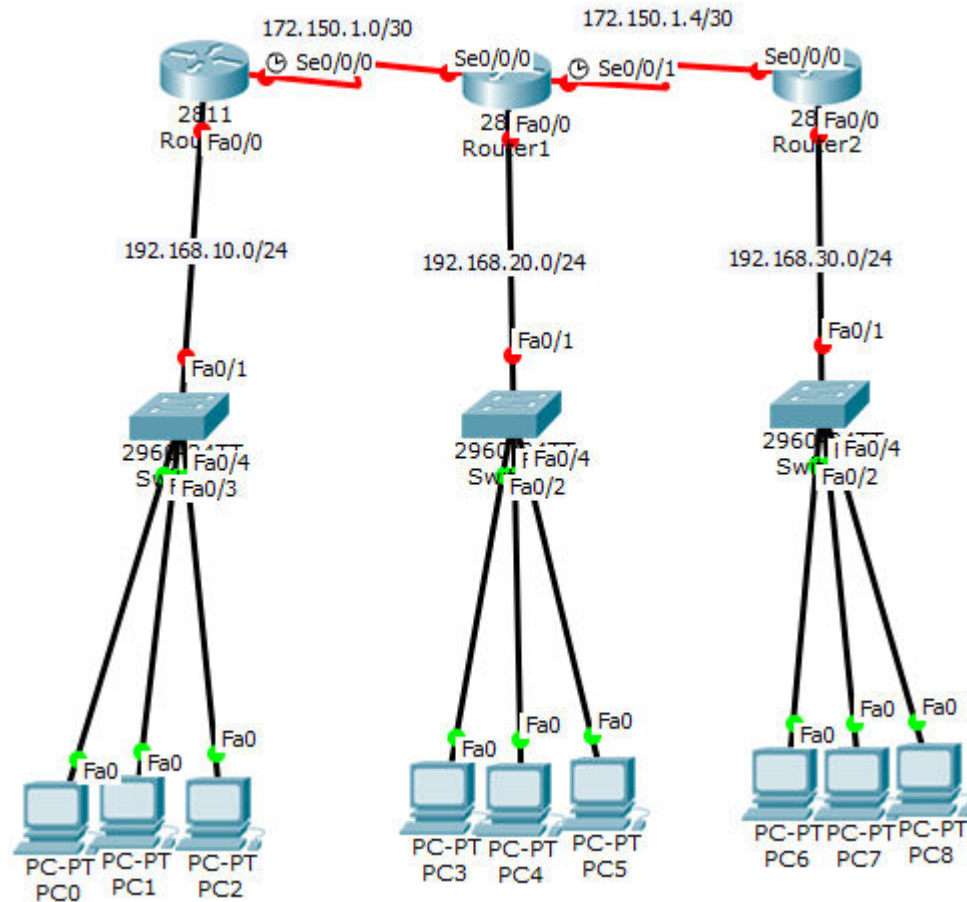 172.150.1.0/30
172.150.1.4/30
Se0/0/0
Se0/0/0
Se0/0/1
Se0/0/0
2811
Fa0/0
28
Fa0/0
Router1
28
Fa0/0
Router2
192.168.10.0/24
192.168.20.0/24
192.168.30.0/24
Fa0/1
Fa0/1
Fa0/1
Fa0/4
Fa0/3
Fa0/4
Fa0/2
Fa0/4
Fa0/2
Fa0
Fa0
Fa0
Fa0
Fa0
Fa0
Fa0
Fa0
Fa0
PC-PT
PC0
PC-PT
PC1
PC-PT
PC2
PC-PT
PC3
PC-PT
PC4
PC-PT
PC5
PC-PT
PC6
PC-PT
PC7
PC-PT
PC8